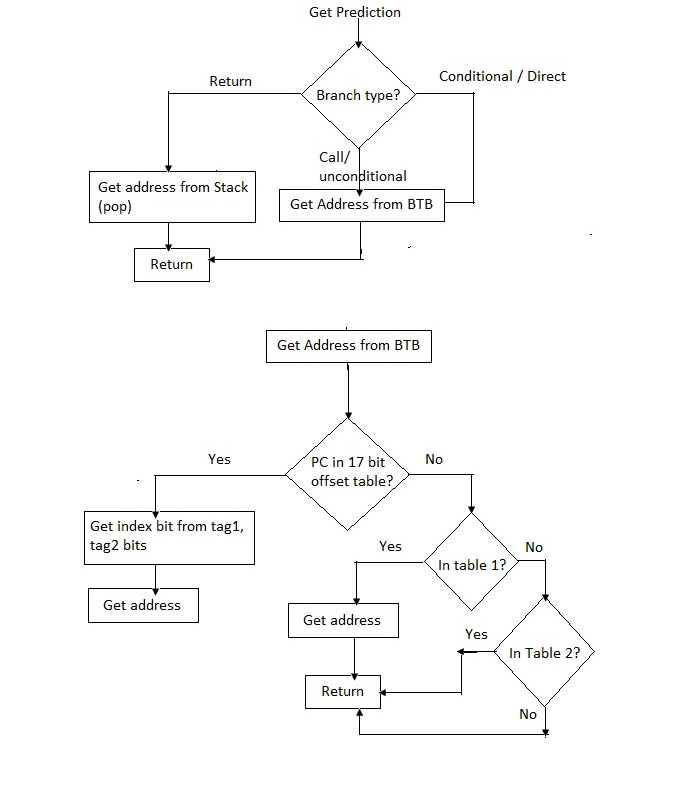 Get Prediction
Return
Conditional / Direct
Branch type?
Call/
unconditional
Get address from Stack
(pop)
Get Address from BTB
Return
Get Address from BTB
Yes
PC in 17 bit
offset table?
No
Get index bit from tag1,
tag2 bits
Yes
In table 1?
No
Get address
Get address
Yes
In Table 2?
Return
No